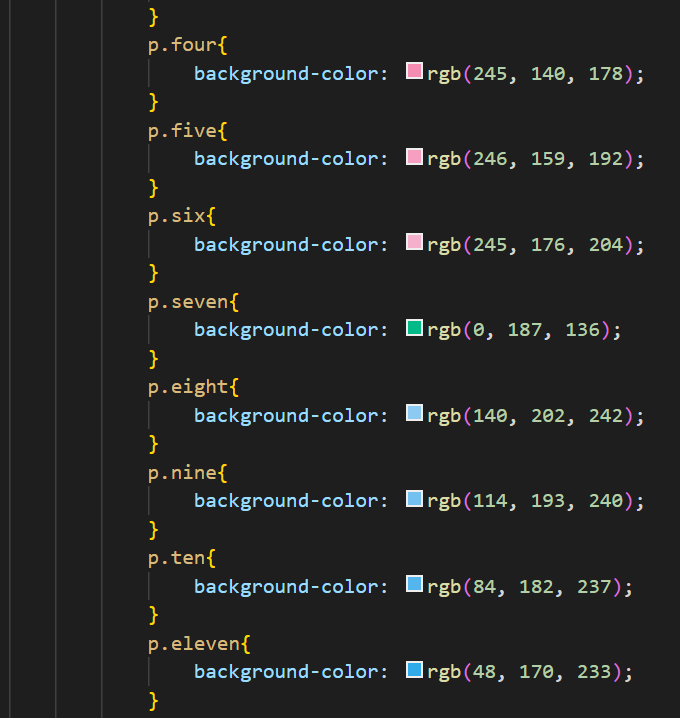 }
p.four{
background-color: rgb(245, 140, 178);
}
p.five{
background-color: rgb(246, 159, 192);
}
p.six{
background-color: rgb(245, 176, 204);
}
p.seven{
background-color: rgb(0, 187, 136);
}
p.eight{
background-color: rgb(140, 202, 242);
}
p.nine{
background-color: rgb(114, 193, 240);
}
p.ten{
background-color: rgb(84, 182, 237);
}
p.eleven{
background-color: rgb(48, 170, 233);
}